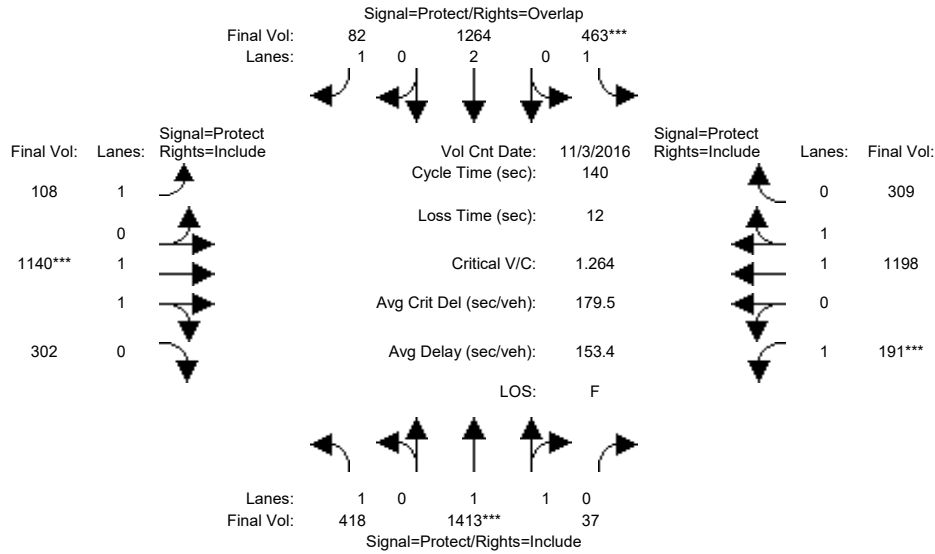 Signal=Protect/Rights=Overlap
Final Vol: 82 1264 463***
Lanes: 1 0 2 0 1
Signal=Protect Signal=Protect
Final Vol: Lanes: Rights=Include Vol Cnt Date: 11/3/2016 Rights=Include Lanes: Final Vol:
Cycle Time (sec): 140
108 1 0 309
Loss Time (sec): 12
0 1
1140*** 1 Critical V/C: 1.264 1 1198
1 Avg Crit Del (sec/veh): 179.5 0
302 0 Avg Delay (sec/veh): 153.4 1 191***
LOS: F
Lanes: 1 0 1 1 0
Final Vol: 418 1413*** 37
Signal=Protect/Rights=Include